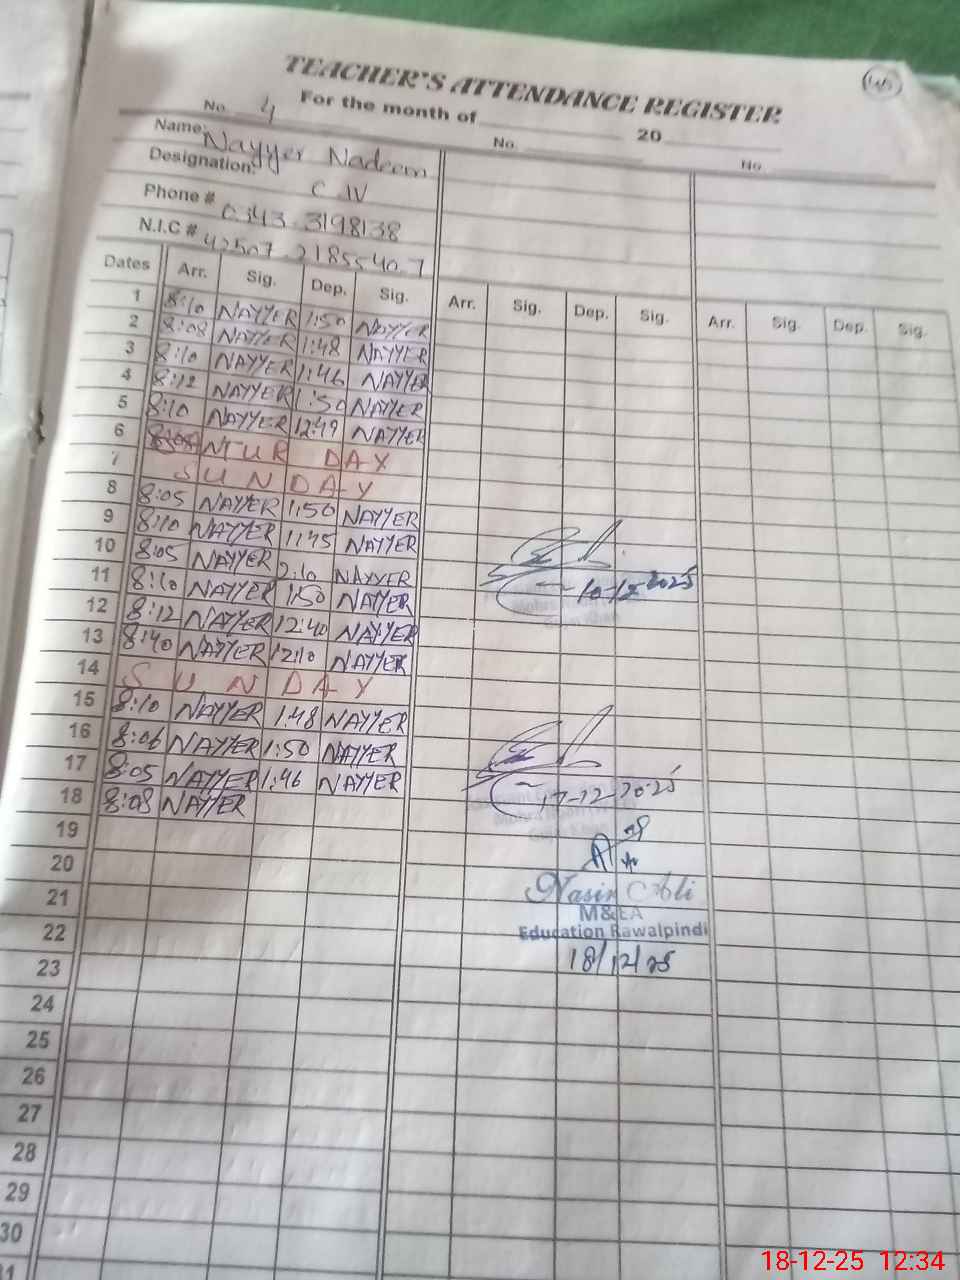 TEACHER'S ATTENDANCE REGISTER
For the month of 20
No. 4 No. No.
Name: Nayyer Nadeem
Designation: C.W
Phone # 0343-3198138
N.I.C # 42507-2185540-7
Dates Arr. Sig. Dep. Sig. Arr. Sig. Dep. Sig. Arr. Sig. Dep. Sig.
1 8:10 NAYYER 1:50 NAYYER
2 8:08 NAYYER 1:48 NAYYER
3 8:10 NAYYER 1:46 NAYYER
4 8:12 NAYYER 1:50 NAYYER
5 8:10 NAYYER 12:49 NAYYER
6 TUR DAY
7 SUNDAY
8 8:05 NAYYER 1:50 NAYYER
9 8:10 NAYYER 1:45 NAYYER
10 8:05 NAYYER 2:10 NAYYER
11 8:10 NAYYER 1:50 NAYYER
10-12-2025
12 8:12 NAYYER 12:40 NAYYER
13 8:40 NAYYER 12:10 NAYYER
14 SUNDAY
15 8:10 NAYYER 1:48 NAYYER
16 8:06 NAYYER 1:50 NAYYER
17 8:05 NAYYER 1:46 NAYYER
17-12-2025
18 8:08 NAYYER
19
20
21 Nasir Ali
M&EA
22 Education Rawalpindi
23 18/12/25
24
25
26
27
28
29
30
31
18-12-25 12:34